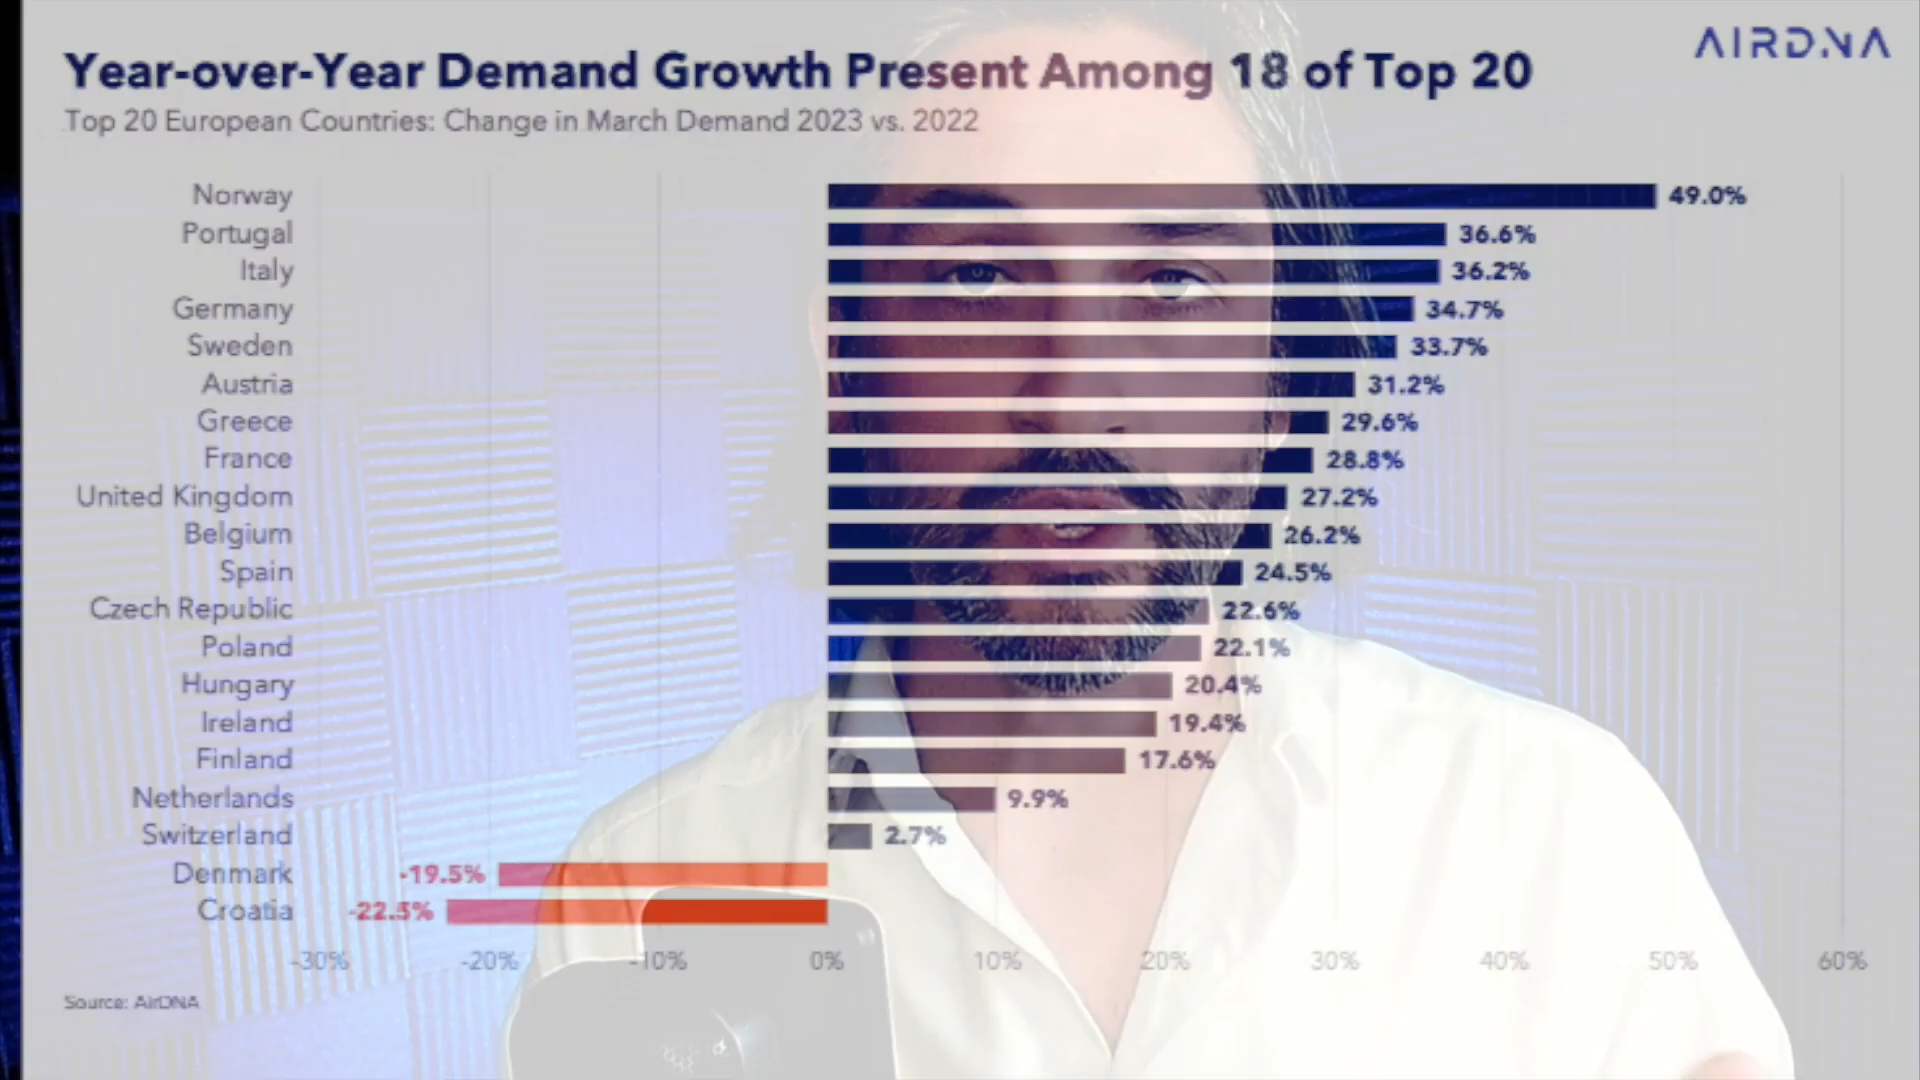 AIRDNA
Year-over-Year Demand Growth Present Among 18 of Top 20
Top 20 European Countries: Change in March Demand 2023 vs. 2022
Norway 49.0%
Portugal 36.6%
Italy 36.2%
Germany 34.7%
Sweden 33.7%
Austria 31.2%
Greece 29.6%
France 28.8%
United Kingdom 27.2%
Belgium 26.2%
Spain 24.5%
Czech Republic 22.6%
Poland 22.1%
Hungary 20.4%
Ireland 19.4%
Finland 17.6%
Netherlands 9.9%
Switzerland 2.7%
Denmark -19.5%
Croatia -22.5%
-30% -20% -10% 0% 10% 20% 30% 40% 50% 60%
Source: AirDNA